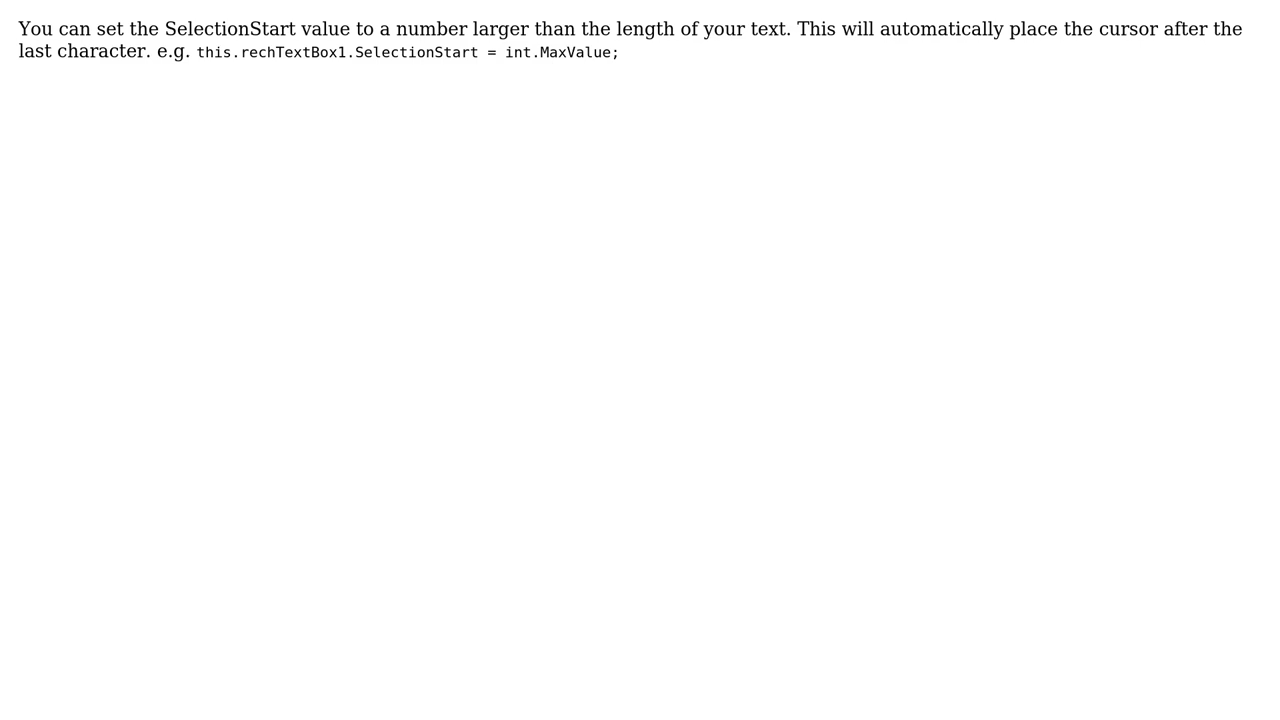 You can set the SelectionStart value to a number larger than the length of your text. This will automatically place the cursor after the
last character. e.g. this.rechTextBox1.SelectionStart = int.MaxValue;